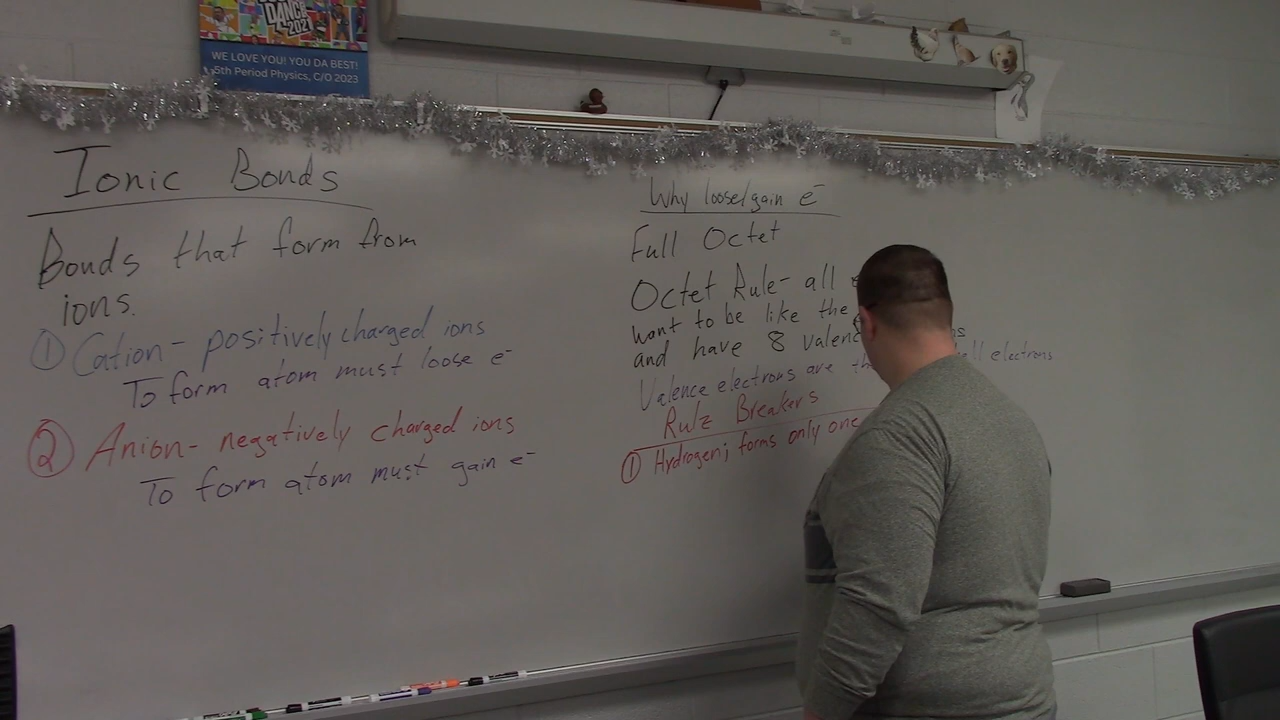 DANCE
2021
WE LOVE YOU! YOU DA BEST!
5th Period Physics, C/O 2023
Ionic Bonds
Bonds that form from
ions.
① Cation- positively charged ions
To form atom must loose e-
② Anion- negatively charged ions
To form atom must gain e-
Why loose/gain e-
Full Octet
Octet Rule- all
want to be like the
and have 8 valen
Valence electrons are th electrons
Rule Breakers
① Hydrogen; forms only one